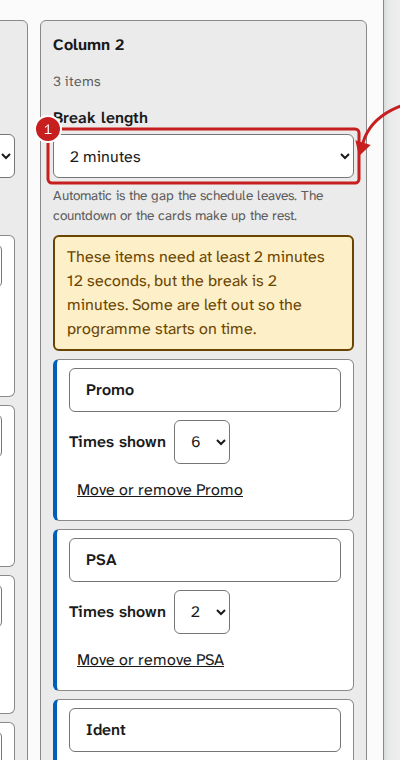 Column 2
3 items
Break length
1
2 minutes
Automatic is the gap the schedule leaves. The
countdown or the cards make up the rest.
These items need at least 2 minutes
12 seconds, but the break is 2
minutes. Some are left out so the
programme starts on time.
Promo
Times shown 6
Move or remove Promo
PSA
Times shown 2
Move or remove PSA
Ident